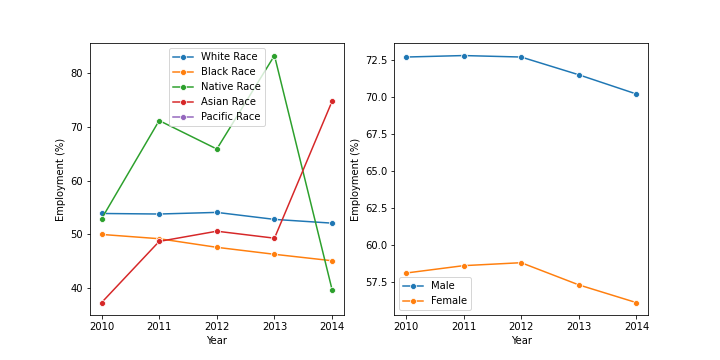 White Race
Black Race
Native Race
Asian Race
Pacific Race
80
70
60
50
40
Employment (%)
2010 2011 2012 2013 2014
Year
Male
Female
72.5
70.0
67.5
65.0
62.5
60.0
57.5
Employment (%)
2010 2011 2012 2013 2014
Year